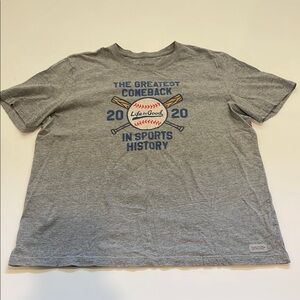 THE GREATEST
COMEBACK
20 Life is Good 20
IN SPORTS
HISTORY